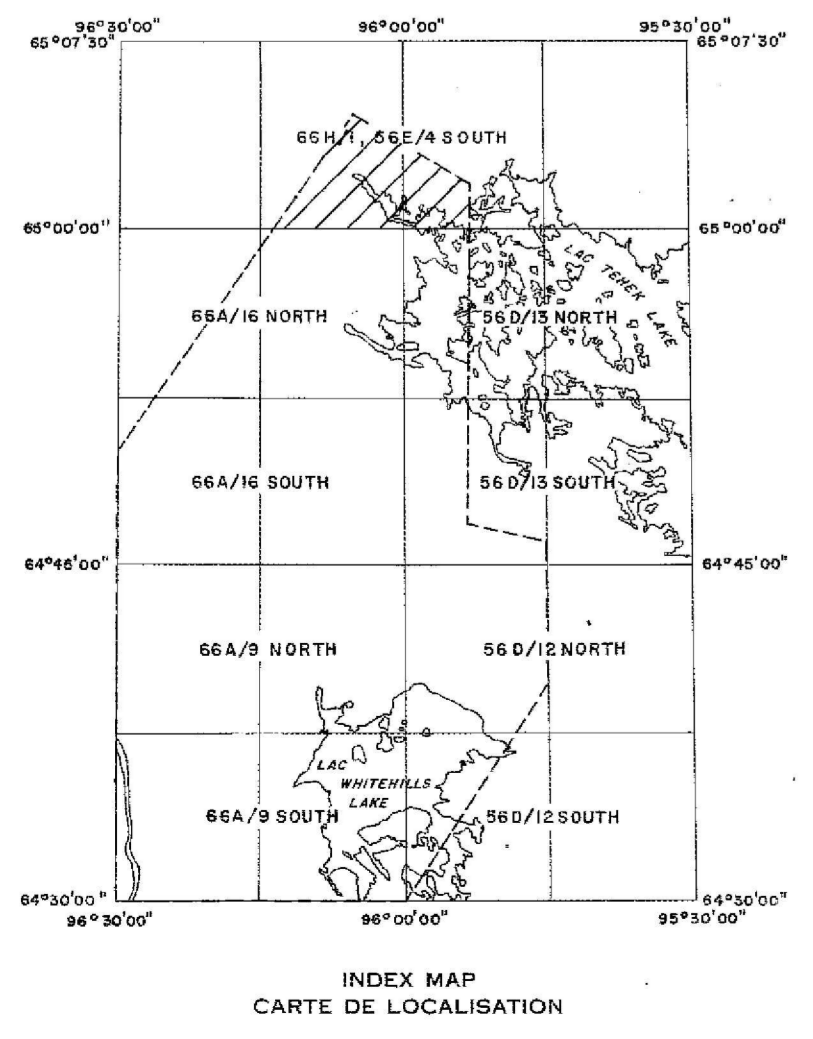 96°30'00" 96°00'00" 95°30'00"
65°07'30" 65°07'30"
66H/1, 56E/4 SOUTH
65°00'00" 65°00'00"
LAC TEHEK LAKE
66A/16 NORTH 56D/13 NORTH
66A/16 SOUTH 56D/13 SOUTH
64°45'00" 64°45'00"
66A/9 NORTH 56D/12 NORTH
LAC
WHITEHILLS
LAKE
66A/9 SOUTH 56D/12 SOUTH
64°30'00" 64°30'00"
96°30'00" 96°00'00" 95°30'00"
INDEX MAP
CARTE DE LOCALISATION